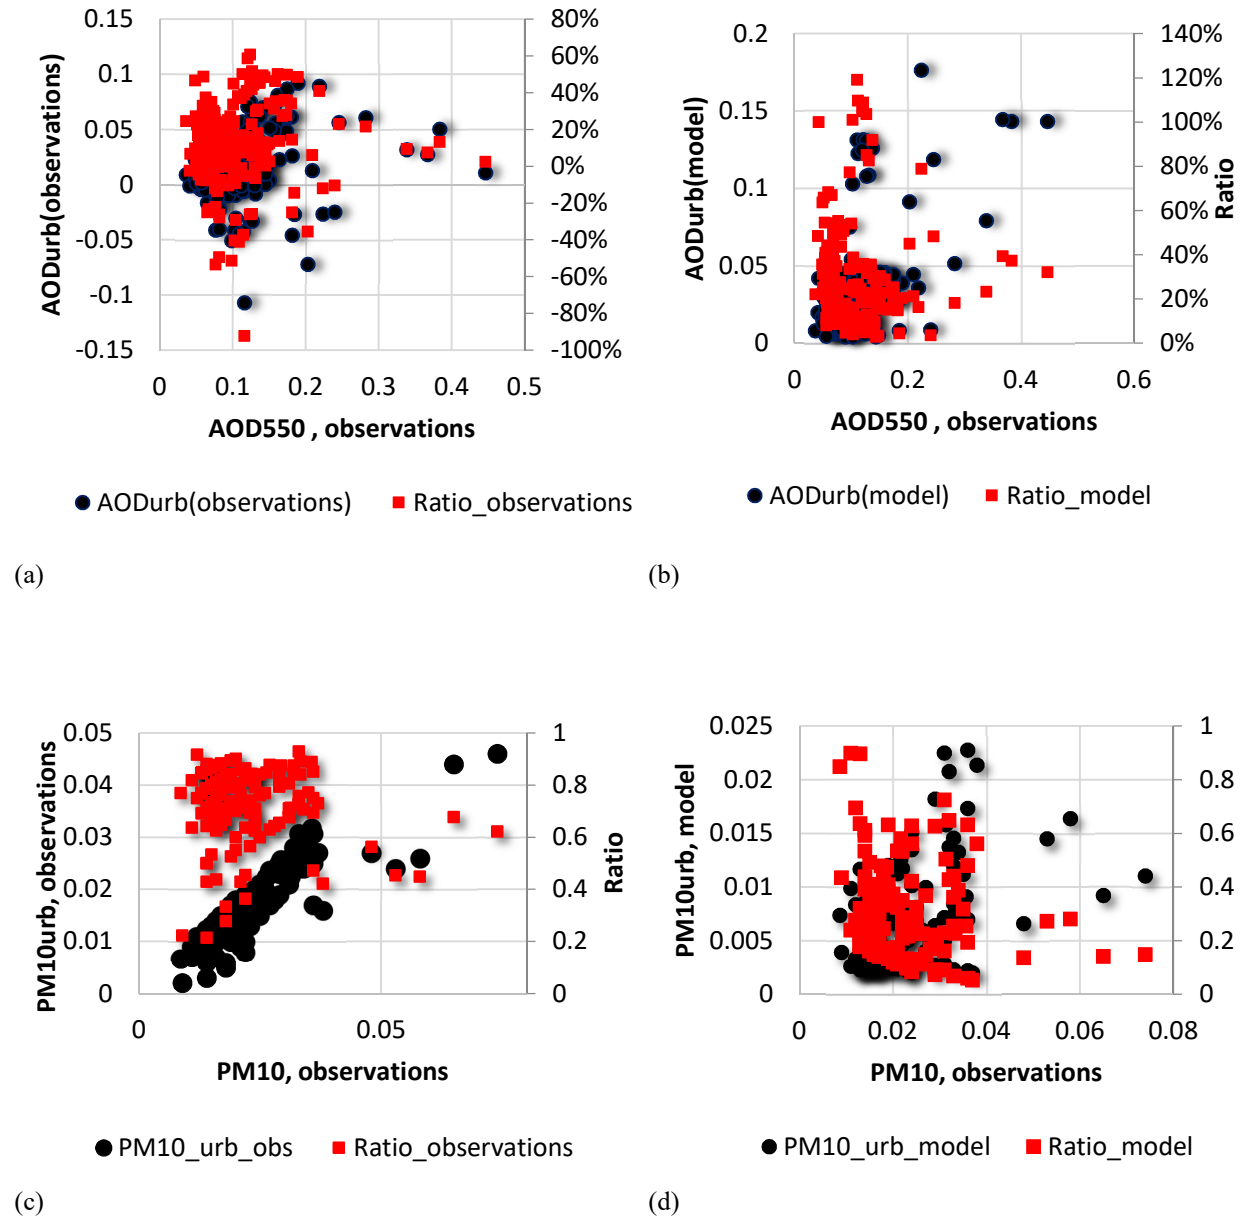 0.15
0.1
0.05
0
-0.05
-0.1
-0.15
AODurb(observations)
80%
60%
40%
20%
0%
-20%
-40%
-60%
-80%
-100%
0 0.1 0.2 0.3 0.4 0.5
AOD550 , observations
AODurb(observations) Ratio_observations
(a)
0.2
0.15
0.1
0.05
0
AODurb(model)
140%
120%
100%
80%
60%
40%
20%
0%
Ratio
0 0.2 0.4 0.6
AOD550 , observations
AODurb(model) Ratio_model
(b)
0.05
0.04
0.03
0.02
0.01
0
PM10urb, observations
1
0.8
0.6
0.4
0.2
0
Ratio
0 0.05
PM10, observations
PM10_urb_obs Ratio_observations
(c)
0.025
0.02
0.015
0.01
0.005
0
PM10urb, model
1
0.8
0.6
0.4
0.2
0
0 0.02 0.04 0.06 0.08
PM10, observations
PM10_urb_model Ratio_model
(d)